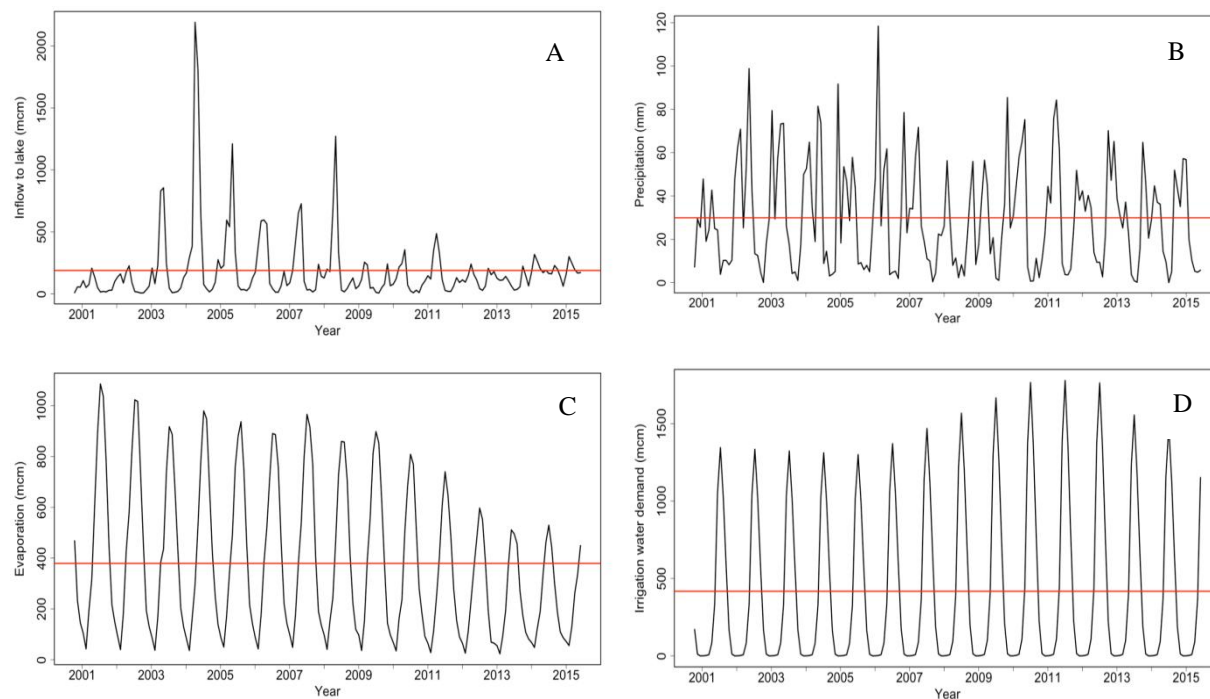 A
Inflow to lake (mcm)
0 500 1000 1500 2000
2001 2003 2005 2007 2009 2011 2013 2015
Year
B
Precipitation (mm)
0 20 40 60 80 100 120
2001 2003 2005 2007 2009 2011 2013 2015
Year
C
Evaporation (mcm)
0 200 400 600 800 1000
2001 2003 2005 2007 2009 2011 2013 2015
Year
D
Irrigation water demand (mcm)
0 500 1000 1500
2001 2003 2005 2007 2009 2011 2013 2015
Year